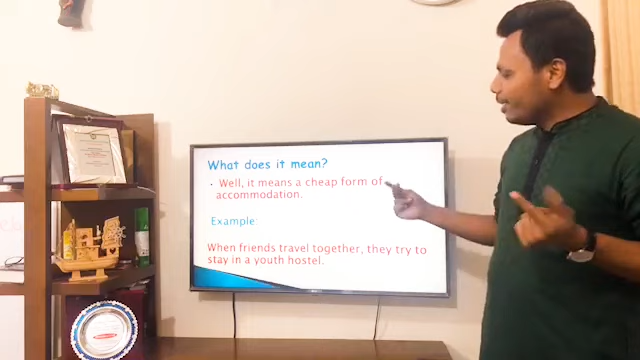 What does it mean?
• Well, it means a cheap form of
accommodation.
Example:
When friends travel together, they try to
stay in a youth hostel.